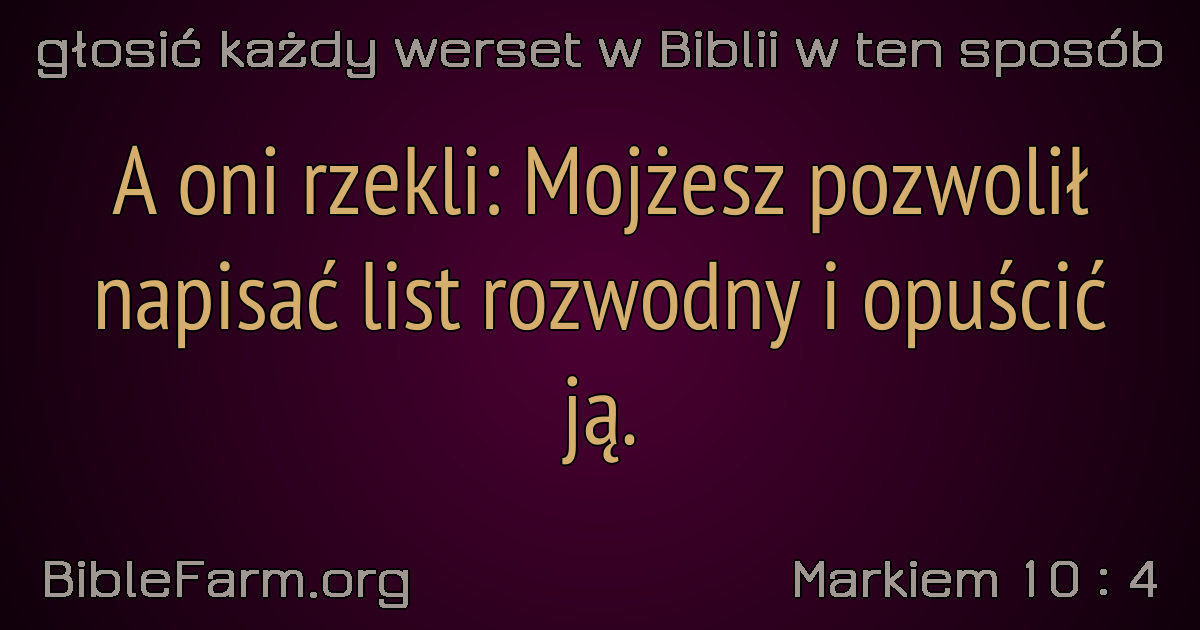 głosić każdy werset w Biblii w ten sposób
A oni rzekli: Mojżesz pozwolił
napisać list rozwodny i opuścić
ją.
BibleFarm.org
Markiem 10 : 4